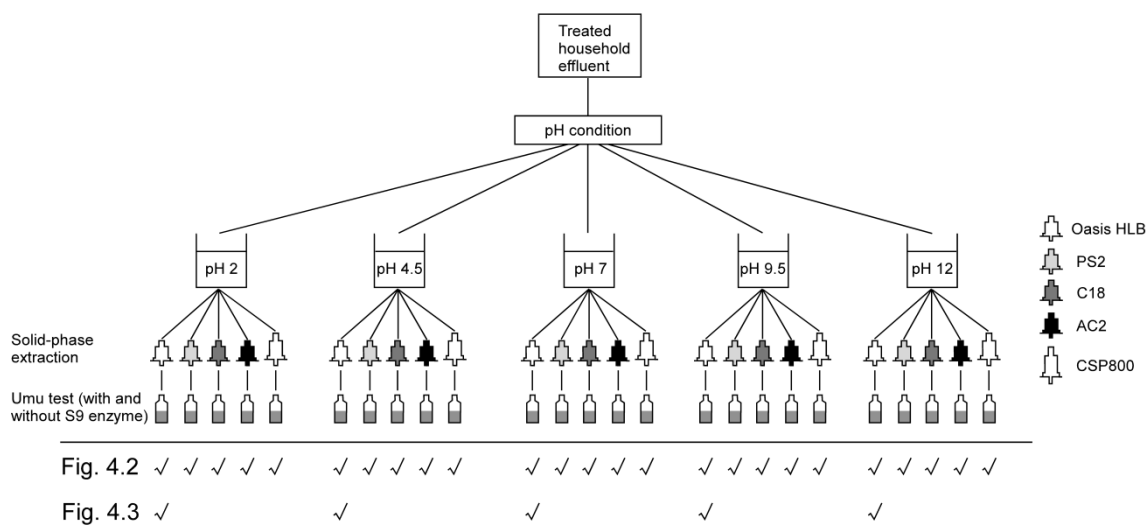 Treated
household
effluent
pH condition
pH 2
pH 4.5
pH 7
pH 9.5
pH 12
Oasis HLB
PS2
C18
AC2
CSP800
Solid-phase
extraction
Umu test (with and
without S9 enzyme)
Fig. 4.2 √ √ √ √ √ √ √ √ √ √ √ √ √ √ √ √ √ √ √ √ √ √ √ √ √
Fig. 4.3 √ √ √ √ √